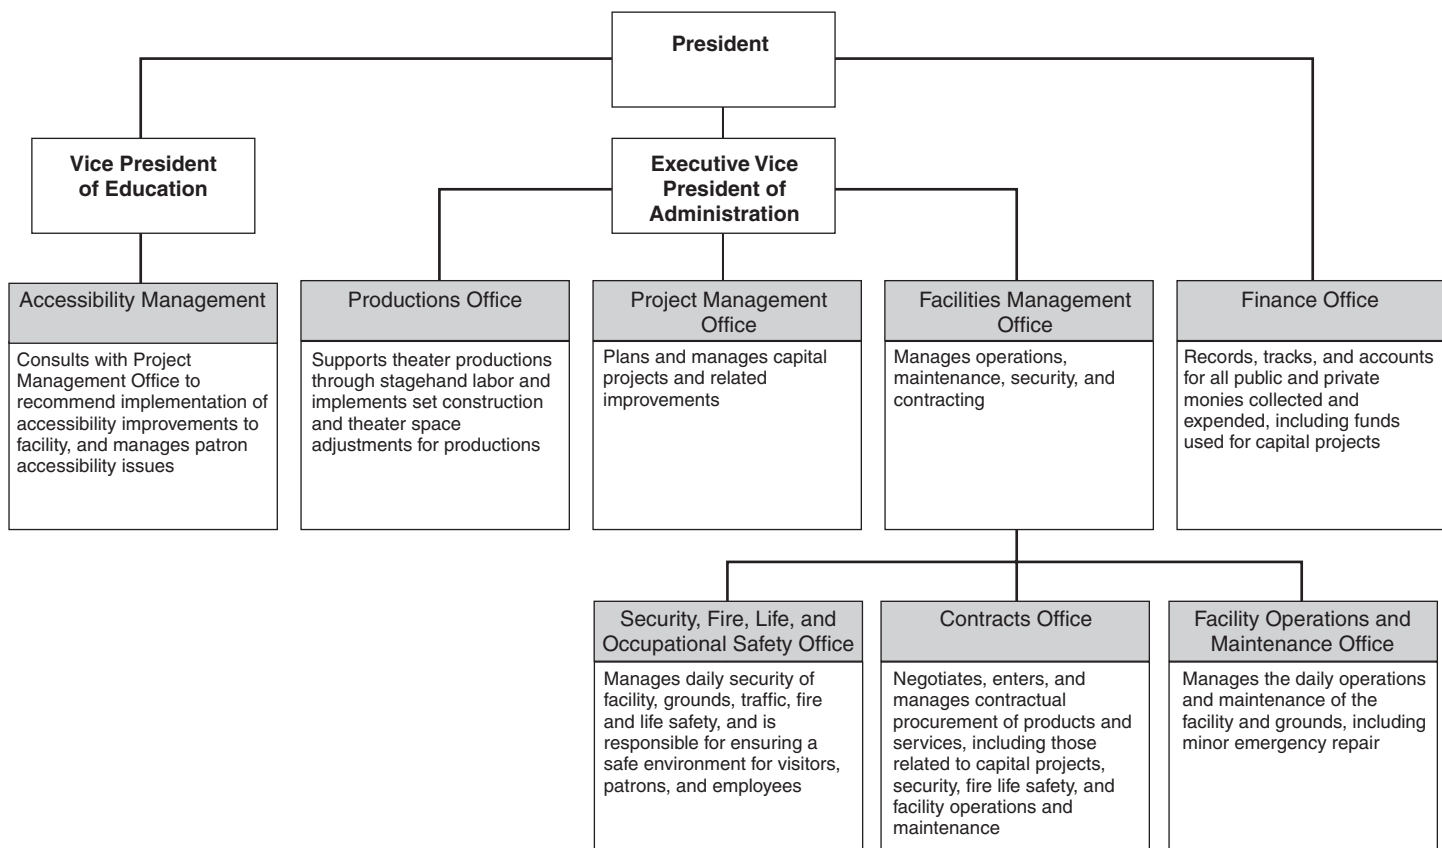 President
Vice President
of Education
Executive Vice
President of
Administration
Accessibility Management
Consults with Project
Management Office to
recommend implementation of
accessibility improvements to
facility, and manages patron
accessibility issues
Productions Office
Supports theater productions
through stagehand labor and
implements set construction
and theater space
adjustments for productions
Project Management
Office
Plans and manages capital
projects and related
improvements
Facilities Management
Office
Manages operations,
maintenance, security, and
contracting
Finance Office
Records, tracks, and accounts
for all public and private
monies collected and
expended, including funds
used for capital projects
Security, Fire, Life, and
Occupational Safety Office
Manages daily security of
facility, grounds, traffic, fire
and life safety, and is
responsible for ensuring a
safe environment for visitors,
patrons, and employees
Contracts Office
Negotiates, enters, and
manages contractual
procurement of products and
services, including those
related to capital projects,
security, fire life safety, and
facility operations and
maintenance
Facility Operations and
Maintenance Office
Manages the daily operations
and maintenance of the
facility and grounds, including
minor emergency repair